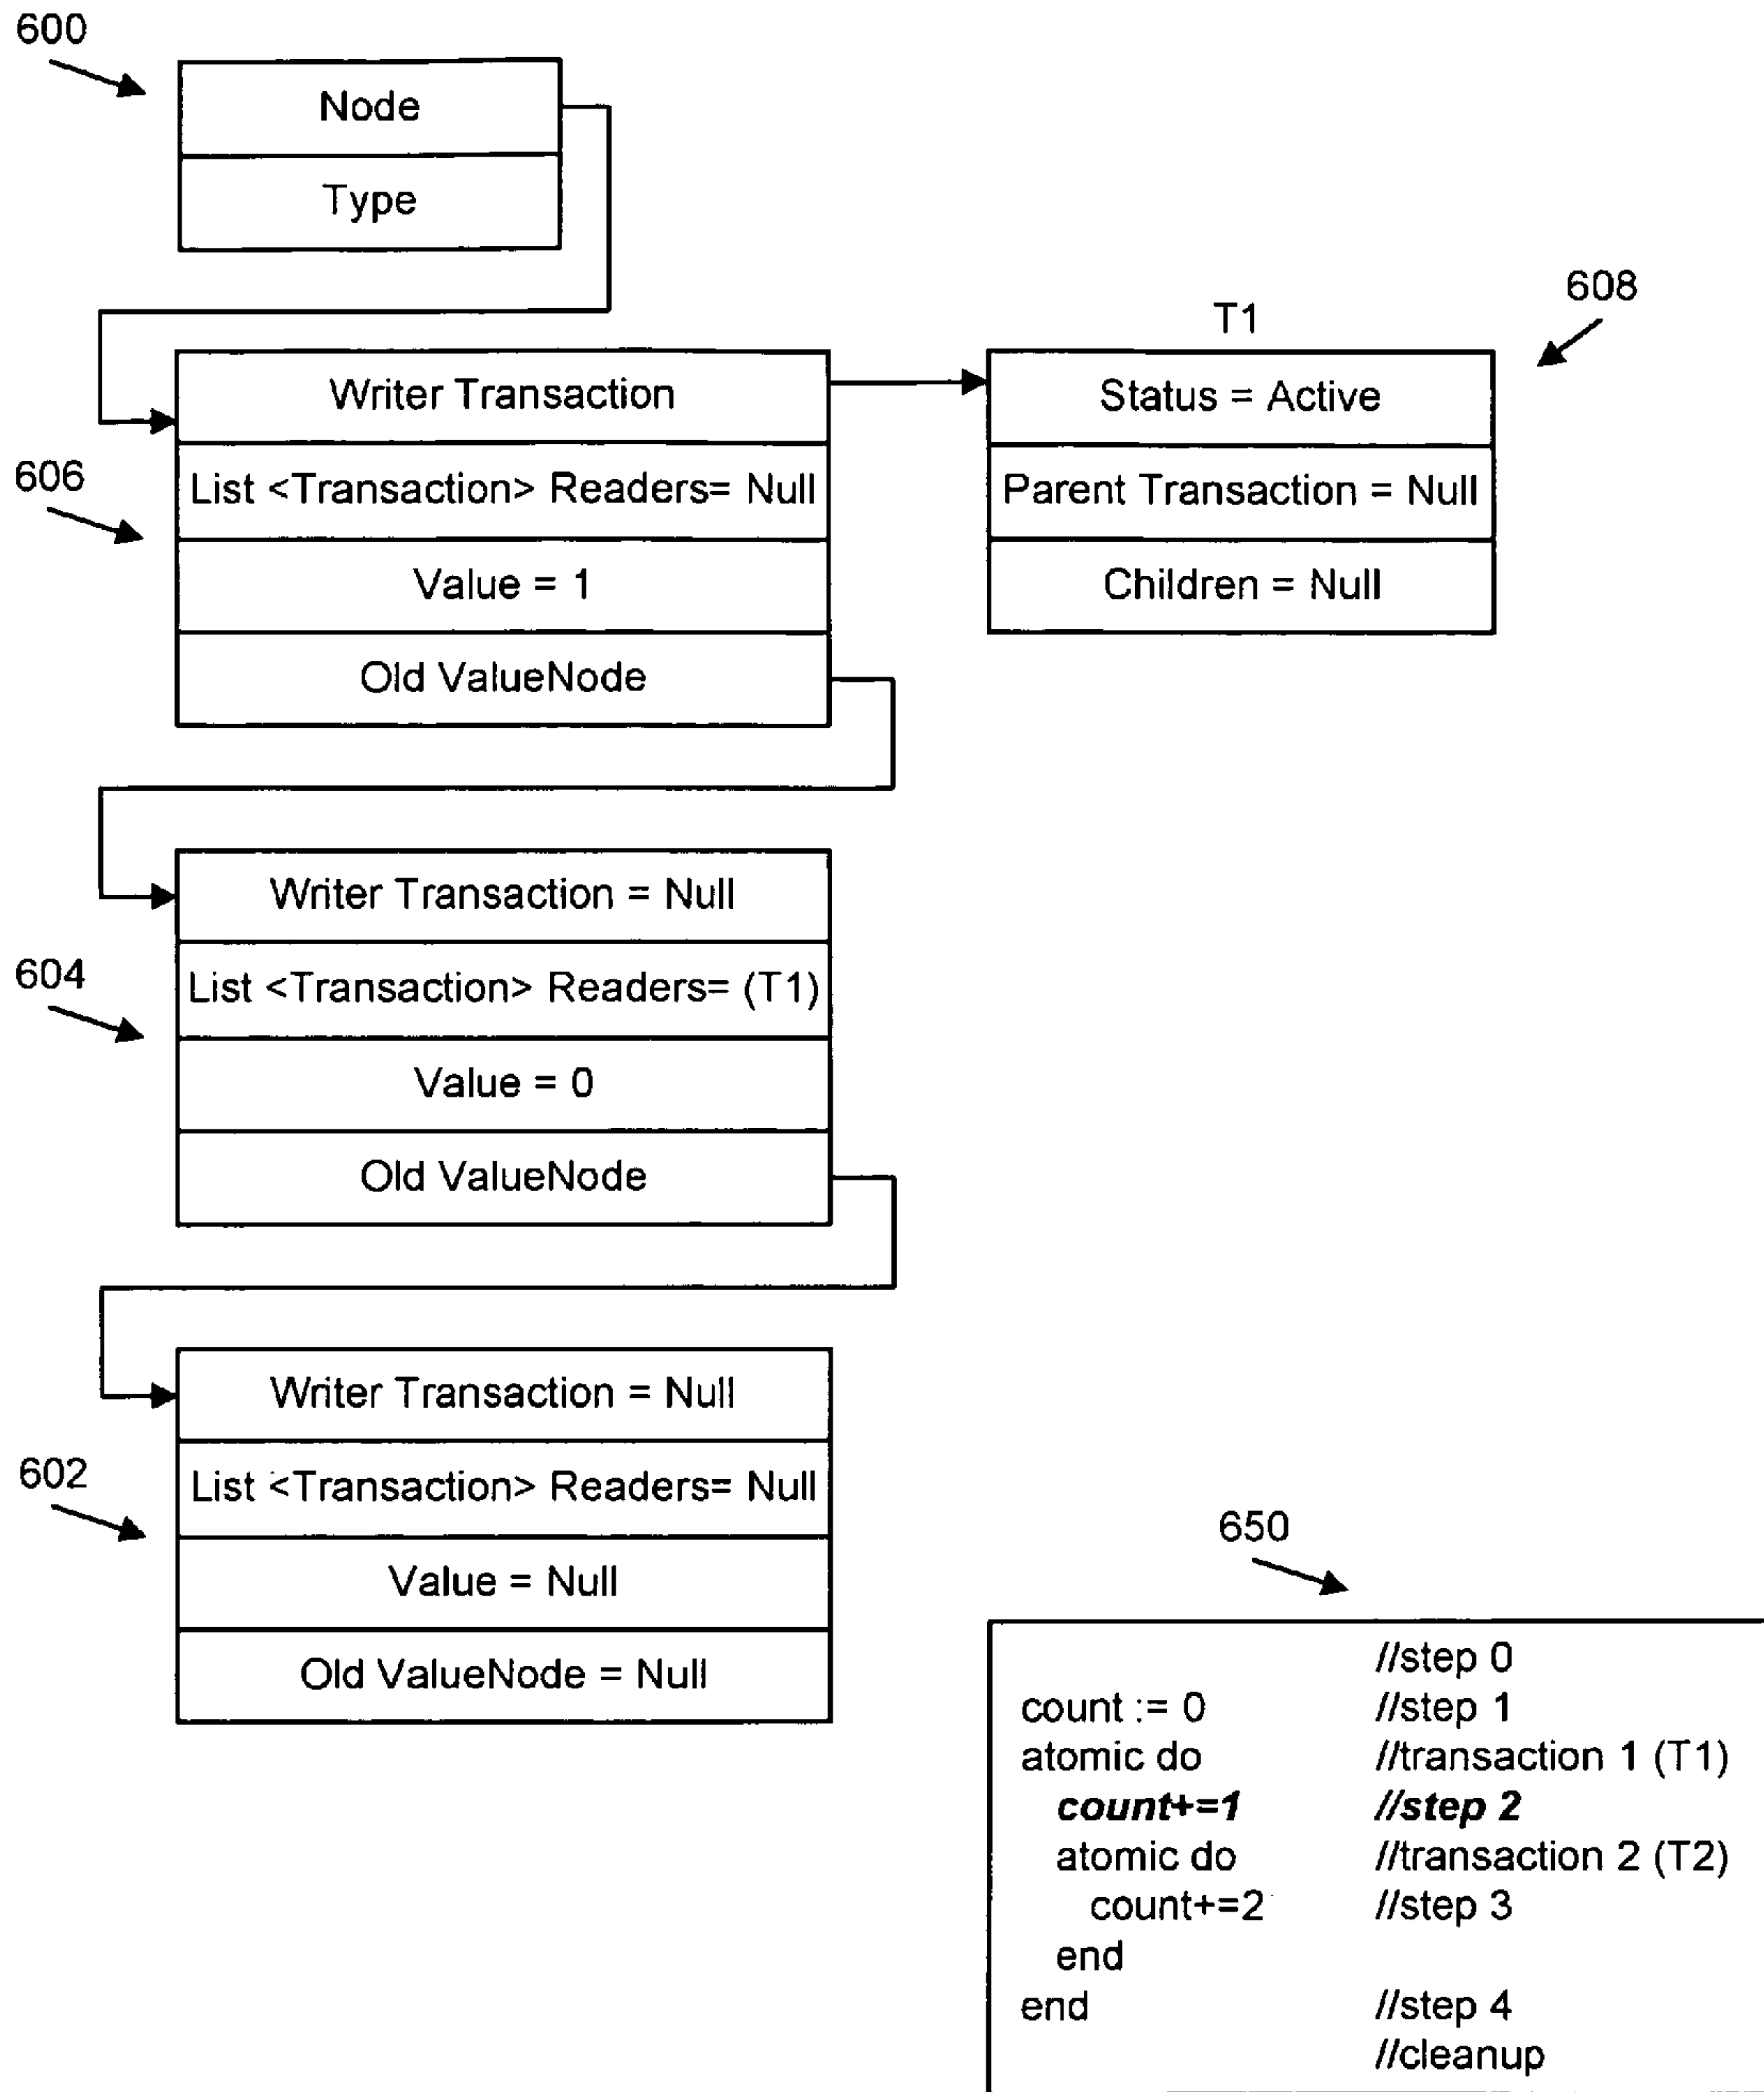 600
Node
Type
608
T1
Writer Transaction
Status = Active
606
List <Transaction> Readers= Null
Parent Transaction = Null
Value = 1
Children = Null
Old ValueNode
Writer Transaction = Null
604
List <Transaction> Readers= (T1)
Value = 0
Old ValueNode
Writer Transaction = Null
602
List <Transaction> Readers= Null
Value = Null
Old ValueNode = Null
650
//step 0
count := 0 //step 1
atomic do //transaction 1 (T1)
count+=1 //step 2
atomic do //transaction 2 (T2)
count+=2 //step 3
end
end //step 4
//cleanup